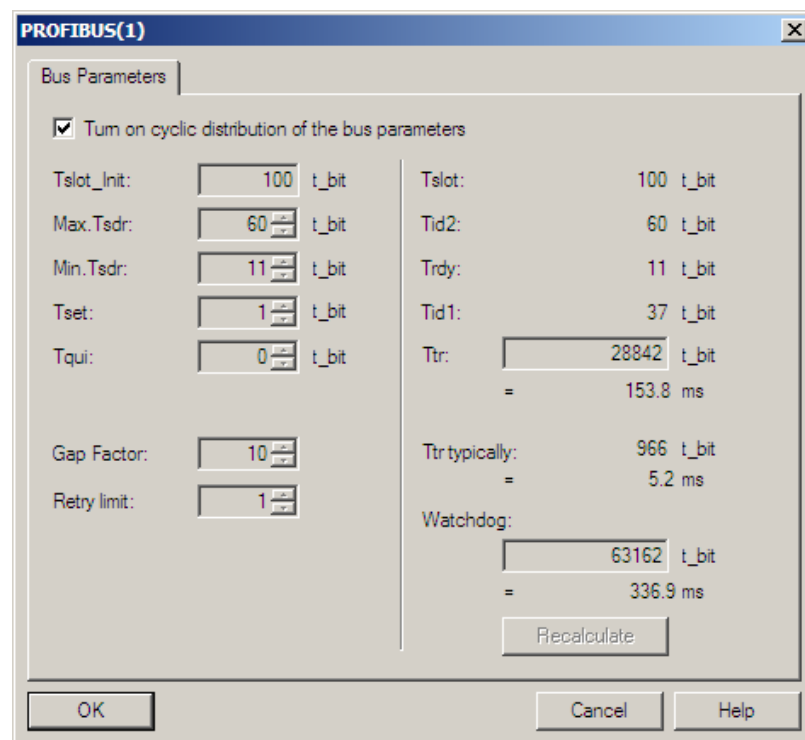 PROFIBUS(1)
Bus Parameters
Turn on cyclic distribution of the bus parameters
Tslot_Init: 100 t_bit
Max.Tsdr: 60 t_bit
Min.Tsdr: 11 t_bit
Tset: 1 t_bit
Tqui: 0 t_bit
Gap Factor: 10
Retry limit: 1
Tslot: 100 t_bit
Tid2: 60 t_bit
Trdy: 11 t_bit
Tid1: 37 t_bit
Ttr: 28842 t_bit
= 153.8 ms
Ttr typically: 966 t_bit
= 5.2 ms
Watchdog:
63162 t_bit
= 336.9 ms
Recalculate
OK Cancel Help